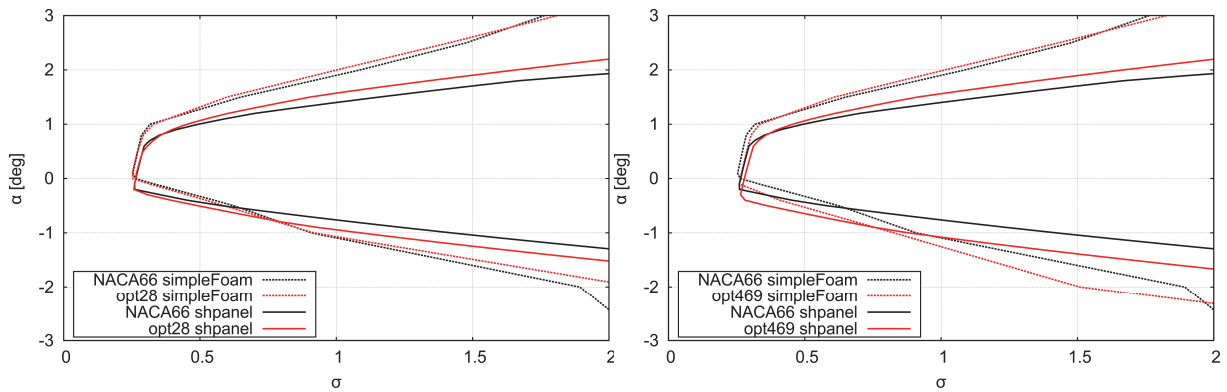 3
2
1
0
-1
-2
-3
α [deg]
NACA66 simpleFoam
opt28 simpleFoam
NACA66 shpanel
opt28 shpanel
0
0.5
1
1.5
2
σ
3
2
1
0
-1
-2
-3
α [deg]
NACA66 simpleFoam
opt469 simpleFoam
NACA66 shpanel
opt469 shpanel
0
0.5
1
1.5
2
σ